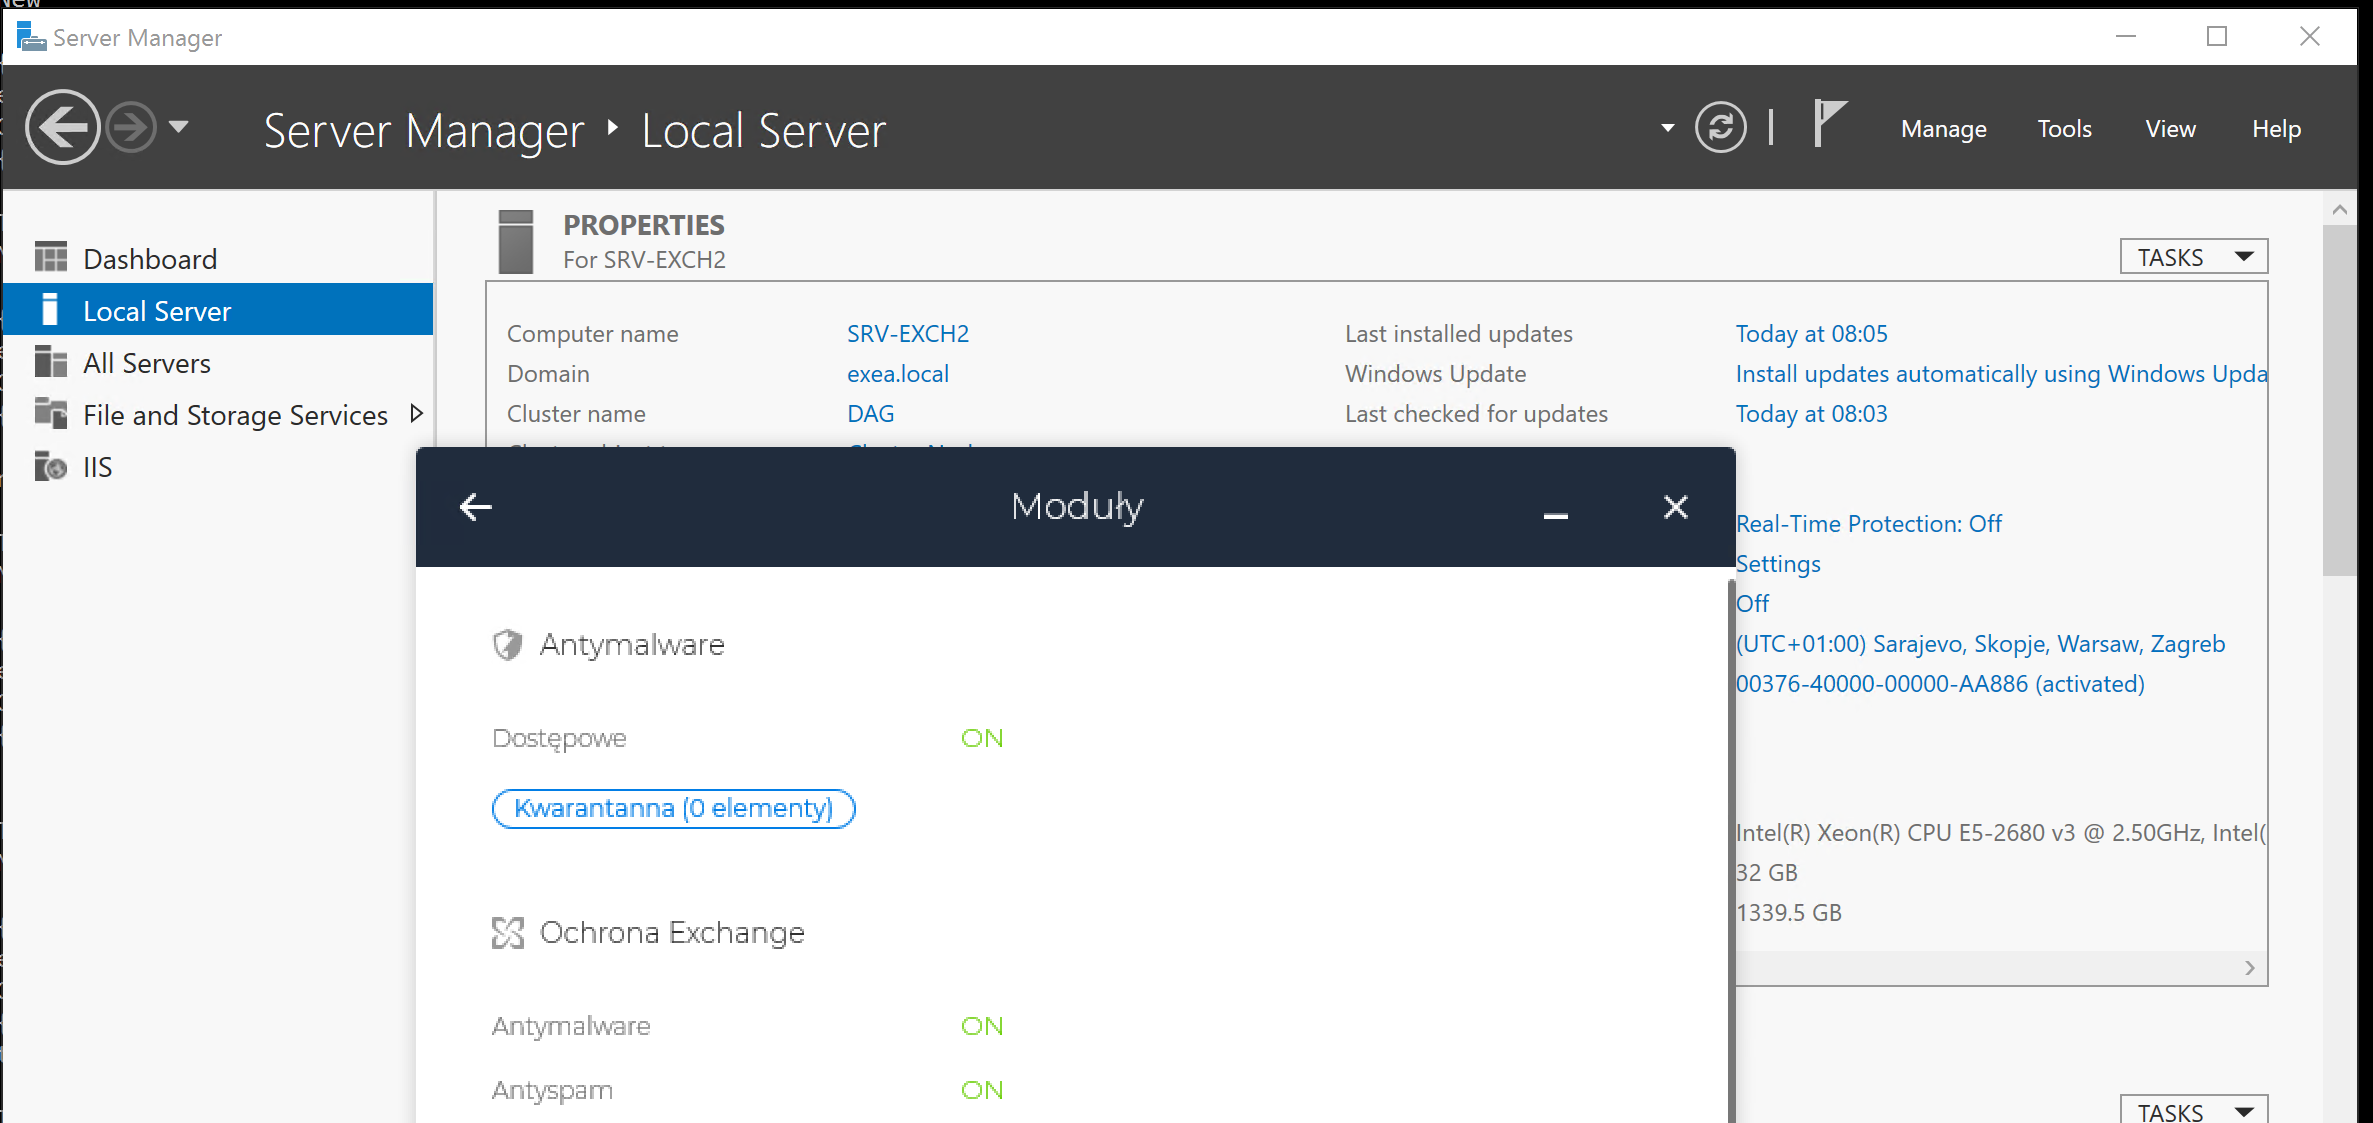 New
Server Manager
Server Manager Local Server
Manage Tools View Help
Dashboard
Local Server
All Servers
File and Storage Services
IIS
PROPERTIES
For SRV-EXCH2
TASKS
Computer name SRV-EXCH2
Domain exea.local
Cluster name DAG
Last installed updates Today at 08:05
Windows Update Install updates automatically using Windows Upda
Last checked for updates Today at 08:03
Real-Time Protection: Off
Settings
Off
(UTC+01:00) Sarajevo, Skopje, Warsaw, Zagreb
00376-40000-00000-AA886 (activated)
Intel(R) Xeon(R) CPU E5-2680 v3 @ 2.50GHz, Intel(
32 GB
1339.5 GB
Moduły
Antymalware
Dostępowe ON
Kwarantanna (0 elementy)
Ochrona Exchange
Antymalware ON
Antyspam ON
TASKS